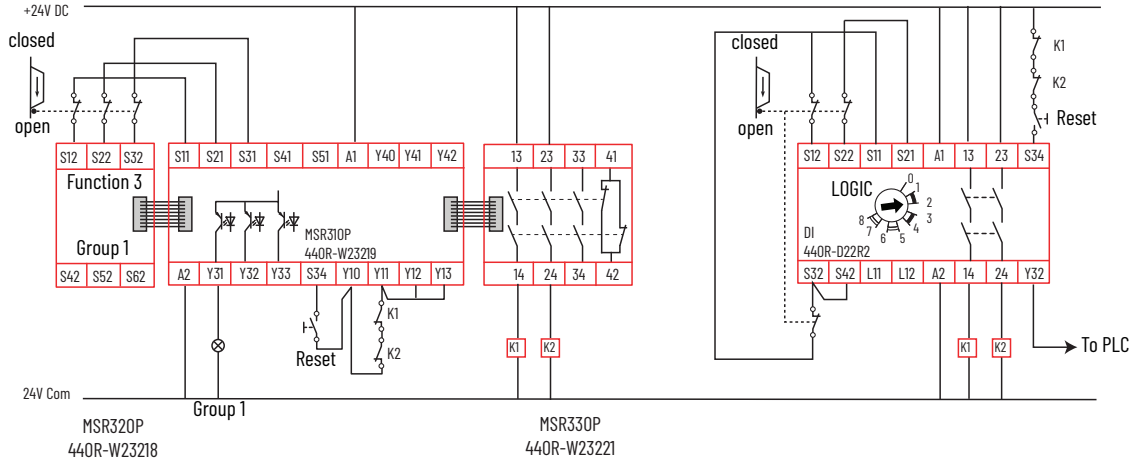 +24V DC
closed
open
S12 S22 S32
Function 3
Group 1
S42 S52 S62
S11 S21 S31 S41 S51 A1 Y40 Y41 Y42
MSR310P
440R-W23219
A2 Y31 Y32 Y33 S34 Y10 Y11 Y12 Y13
Reset
K1
K2
13 23 33 41
14 24 34 42
K1 K2
closed
open
K1
K2
Reset
S12 S22 S11 S21 A1 13 23 S34
LOGIC
0
1
2
3
4
5
6
7
8
DI
440R-D22R2
S32 S42 L11 L12 A2 14 24 Y32
K1 K2
To PLC
24V Com
Group 1
MSR320P
440R-W23218
MSR330P
440R-W23221